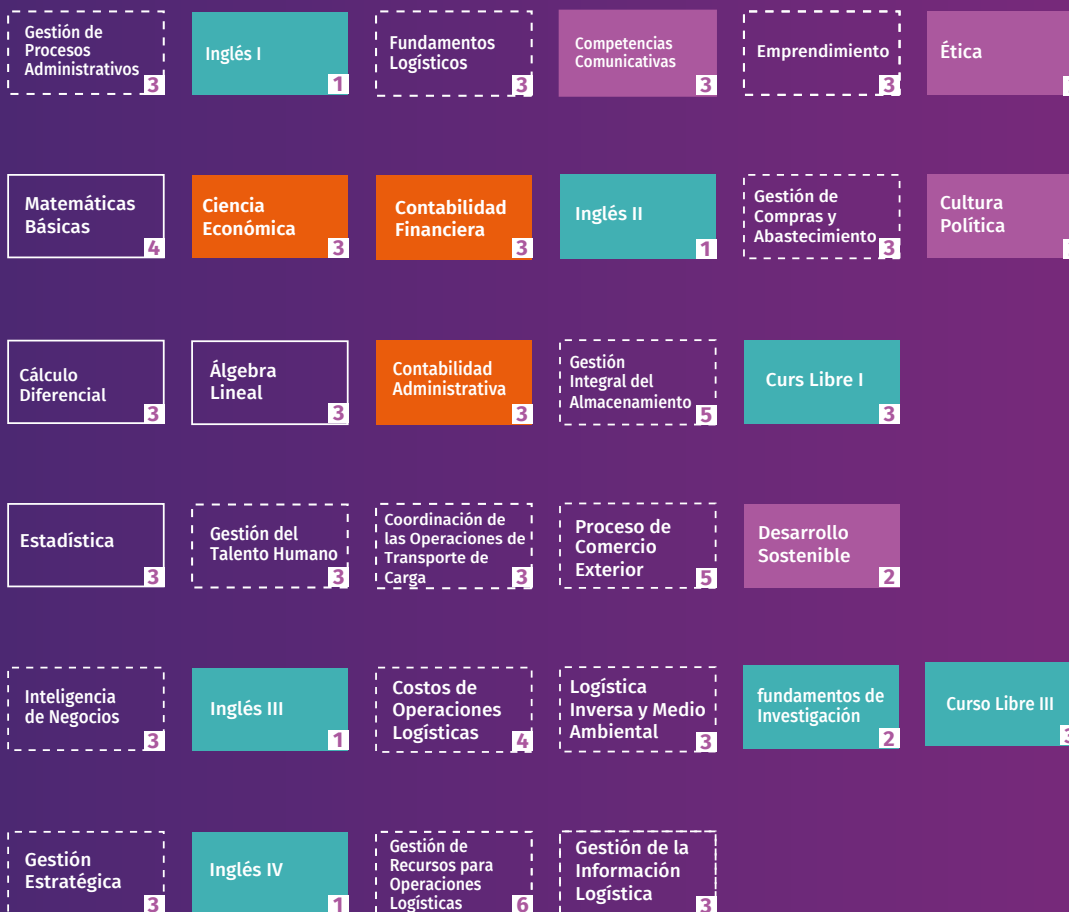 Gestión de
Procesos
Administrativos
3
Inglés I
1
Fundamentos
Logísticos
3
Competencias
Comunicativas
3
Emprendimiento
3
Ética
Matemáticas
Básicas
4
Ciencia
Económica
3
Contabilidad
Financiera
3
Inglés II
1
Gestión de
Compras y
Abastecimiento
3
Cultura
Política
Cálculo
Diferencial
3
Álgebra
Lineal
3
Contabilidad
Administrativa
3
Gestión
Integral del
Almacenamiento
5
Curs Libre I
3
Estadística
3
Gestión del
Talento Humano
3
Coordinación de
las Operaciones de
Transporte de
Carga
3
Proceso de
Comercio
Exterior
5
Desarrollo
Sostenible
2
Inteligencia
de Negocios
3
Inglés III
1
Costos de
Operaciones
Logísticas
4
Logística
Inversa y Medio
Ambiental
3
fundamentos de
Investigación
2
Curso Libre III
3
Gestión
Estratégica
3
Inglés IV
1
Gestión de
Recursos para
Operaciones
Logísticas
6
Gestión de la
Información
Logística
3